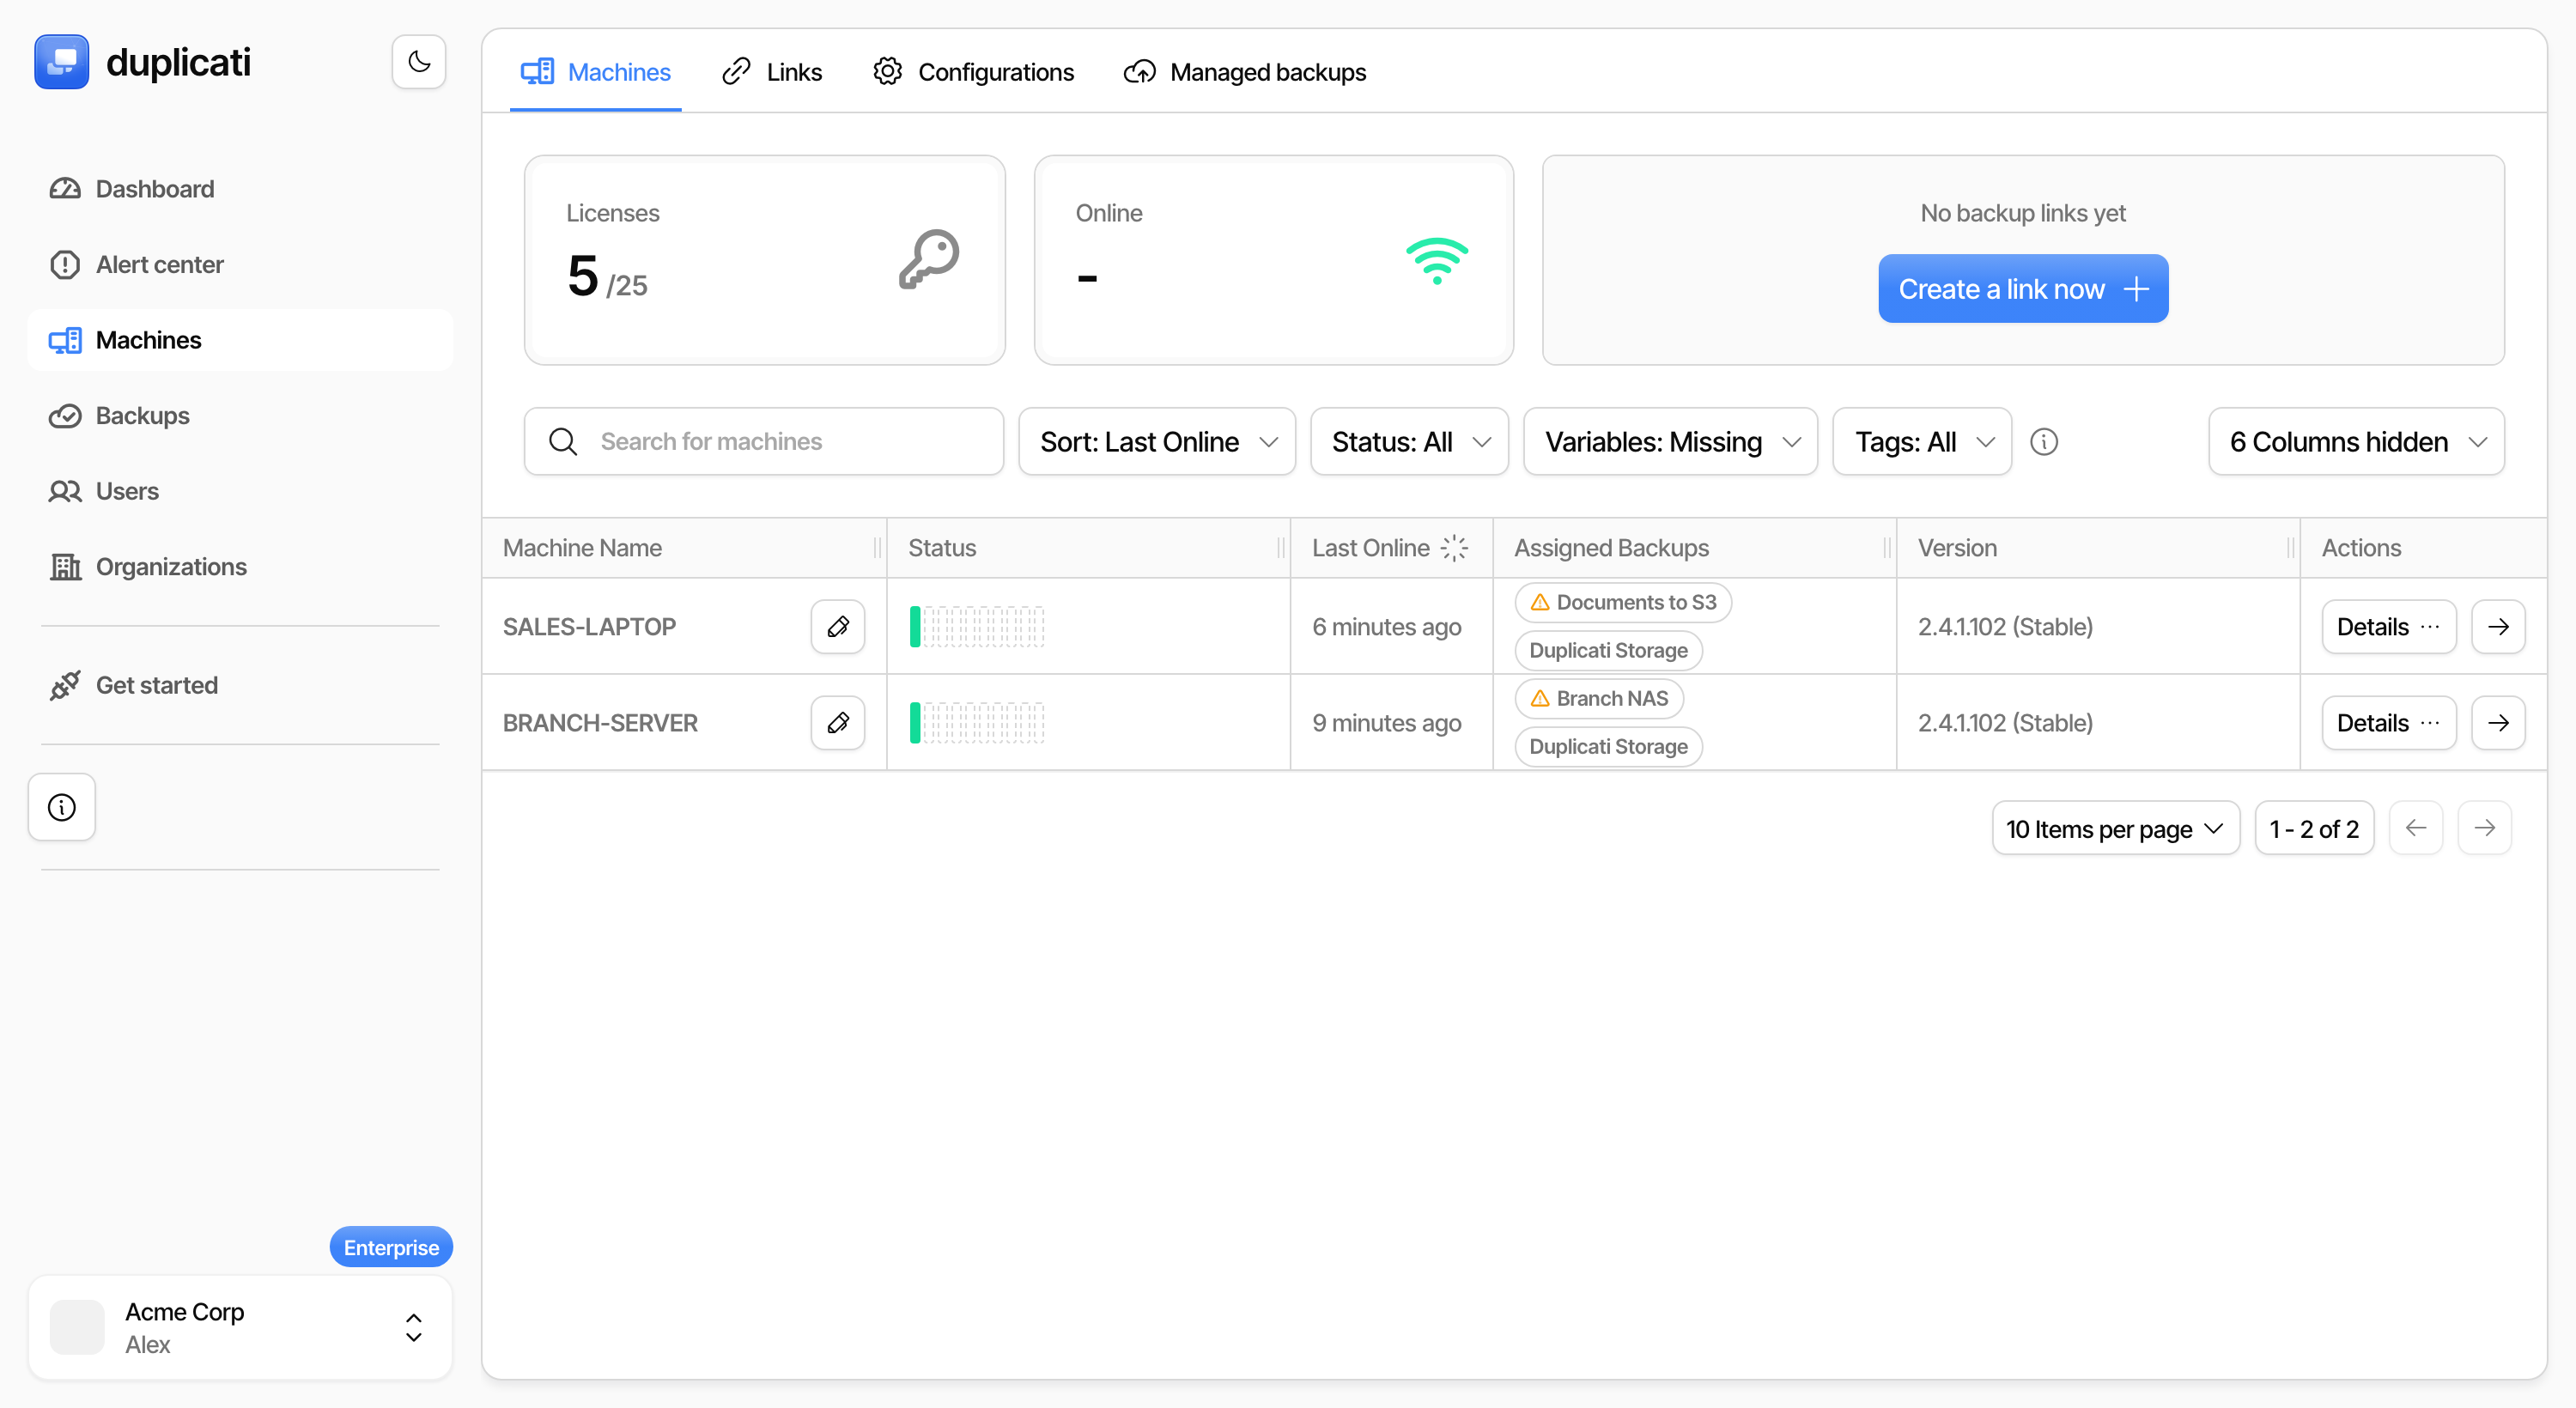 duplicati
Dashboard
Alert center
Machines
Backups
Users
Organizations
Get started
Enterprise
Acme Corp
Alex
Machines
Links
Configurations
Managed backups
Licenses
5 /25
Online
-
No backup links yet
Create a link now
Search for machines
Sort: Last Online
Status: All
Variables: Missing
Tags: All
6 Columns hidden
Machine Name
Status
Last Online
Assigned Backups
Version
Actions
SALES-LAPTOP
6 minutes ago
Documents to S3
Duplicati Storage
2.4.1.102 (Stable)
Details ...
BRANCH-SERVER
9 minutes ago
Branch NAS
Duplicati Storage
2.4.1.102 (Stable)
Details ...
10 Items per page
1 - 2 of 2